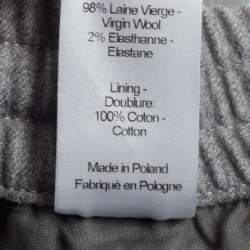 98% Laine Vierge -
Virgin Wool
2% Elasthanne -
Elastane
Lining -
Doublure:
100% Coton -
Cotton
Made in Poland
Fabriqué en Pologne